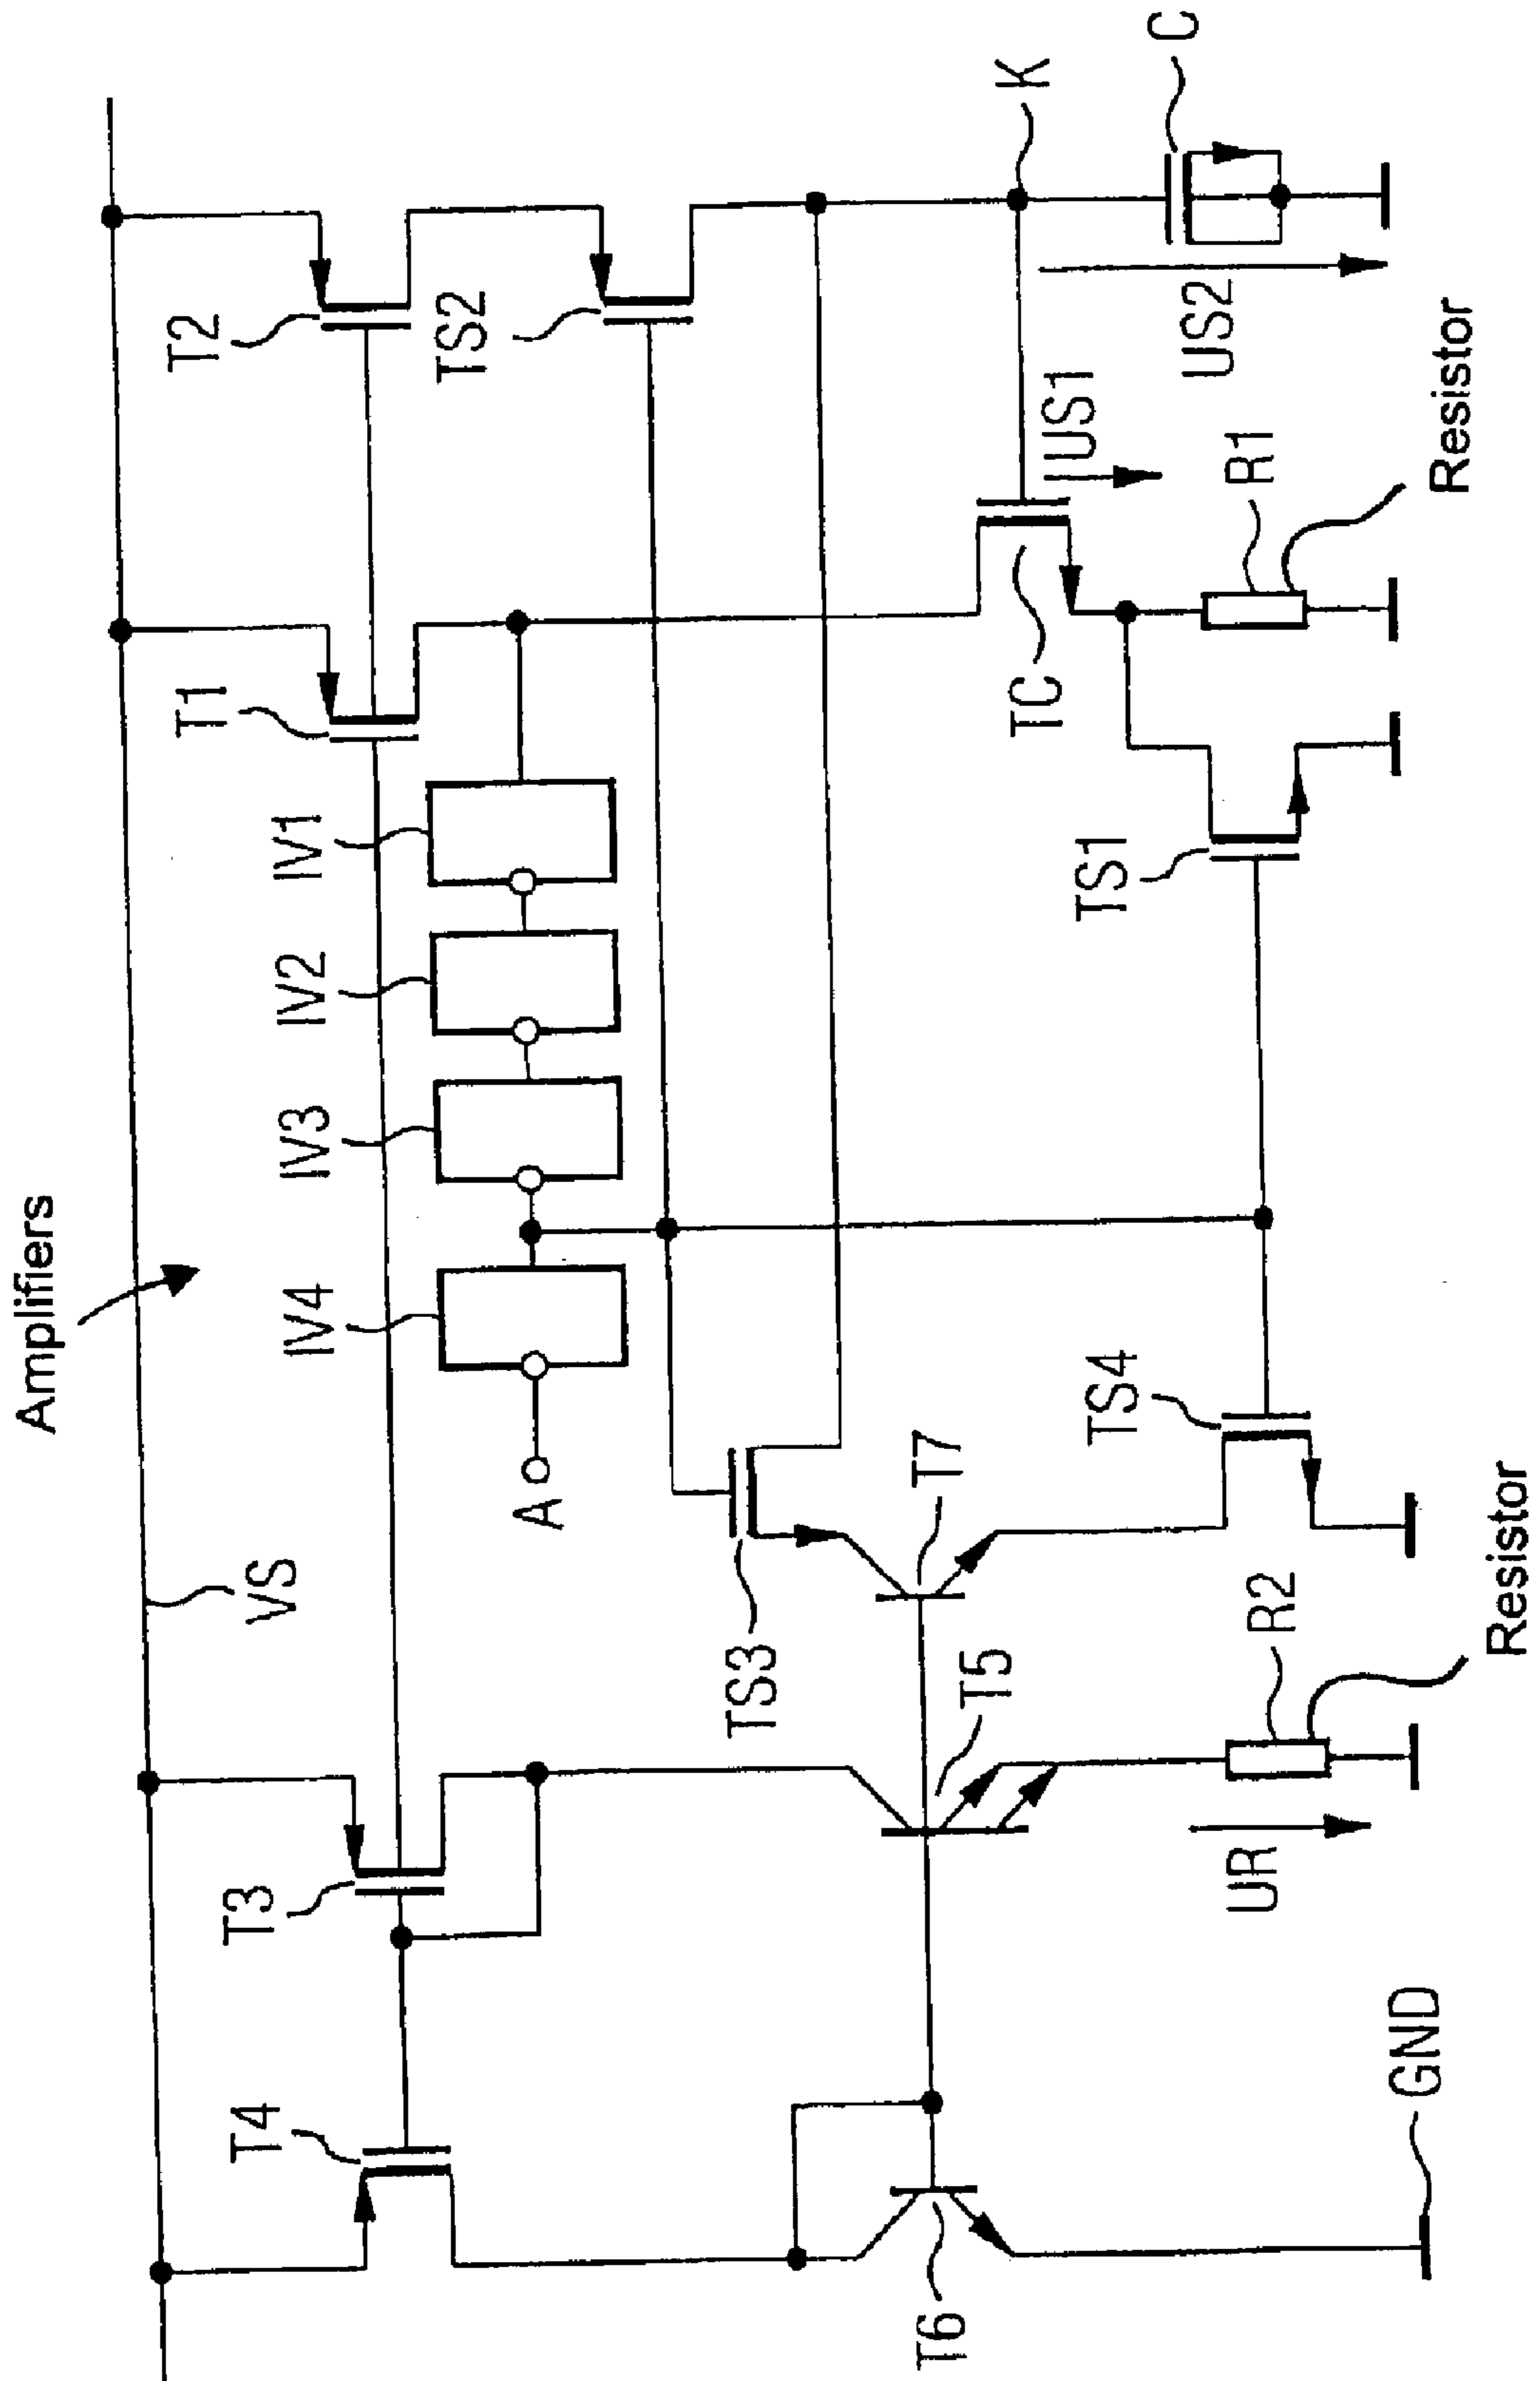 Amplifiers
VS
T4
T3
T1
T2
IV4
IV3
IV2
IV1
TS2
A
TS3
T7
T6
T5
TC
K
US1
TS4
TS1
UR
R2
R1
US2
C
GND
Resistor
Resistor